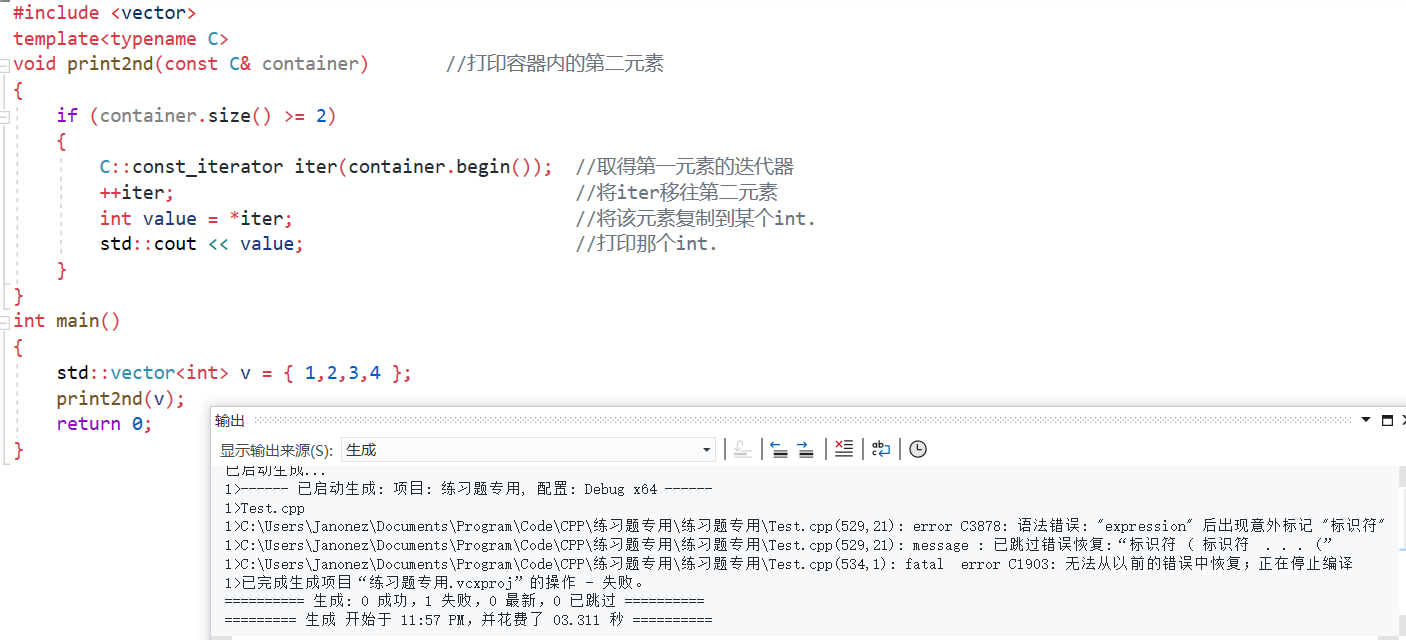 #include <vector>
template<typename C>
void print2nd(const C& container) //打印容器内的第二元素
{
if (container.size() >= 2)
{
C::const_iterator iter(container.begin()); //取得第一元素的迭代器
++iter; //将iter移往第二元素
int value = *iter; //将该元素复制到某个int.
std::cout << value; //打印那个int.
}
}
int main()
{
std::vector<int> v = { 1,2,3,4 };
print2nd(v);
return 0;
}
输出
显示输出来源(S): 生成
已启动生成...
1>------ 已启动生成: 项目: 练习题专用, 配置: Debug x64 ------
1>Test.cpp
1>C:\Users\Janonez\Documents\Program\Code\CPP\练习题专用\练习题专用\Test.cpp(529,21): error C3878: 语法错误: "expression" 后出现意外标记 "标识符"
1>C:\Users\Janonez\Documents\Program\Code\CPP\练习题专用\练习题专用\Test.cpp(529,21): message : 已跳过错误恢复:“标识符 ( 标识符 . . . (”
1>C:\Users\Janonez\Documents\Program\Code\CPP\练习题专用\练习题专用\Test.cpp(534,1): fatal error C1903: 无法从以前的错误中恢复；正在停止编译
1>已完成生成项目“练习题专用.vcxproj”的操作 - 失败。
========== 生成: 0 成功，1 失败，0 最新，0 已跳过 ==========
========= 生成 开始于 11:57 PM，并花费了 03.311 秒 ==========